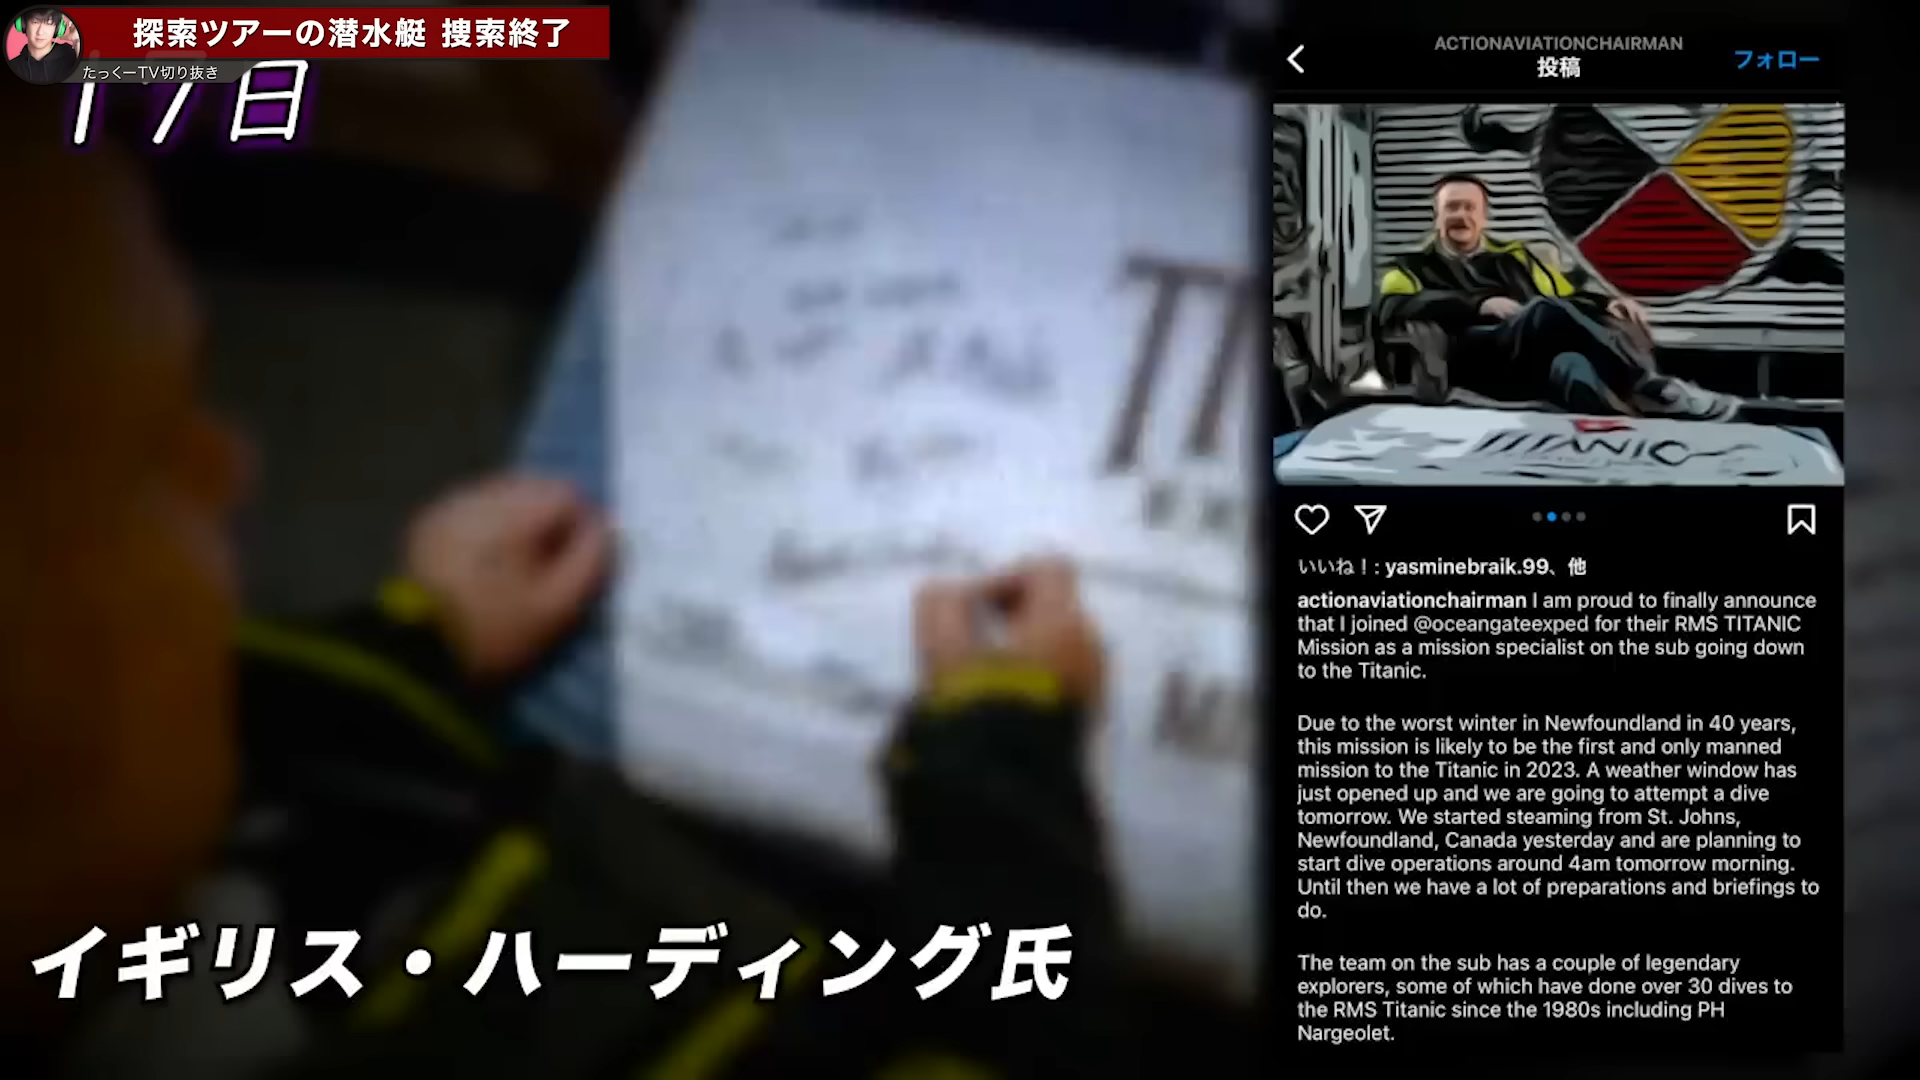 探索ツアーの潜水艇 捜索終了
たっくーTV切り抜き
17日
イギリス・ハーディング氏
ACTIONAVIATIONCHAIRMAN
投稿
フォロー
TITANIC
いいね！: yasminebraik.99、他
actionaviationchairman I am proud to finally announce
that I joined @oceangateexped for their RMS TITANIC
Mission as a mission specialist on the sub going down
to the Titanic.
Due to the worst winter in Newfoundland in 40 years,
this mission is likely to be the first and only manned
mission to the Titanic in 2023. A weather window has
just opened up and we are going to attempt a dive
tomorrow. We started steaming from St. Johns,
Newfoundland, Canada yesterday and are planning to
start dive operations around 4am tomorrow morning.
Until then we have a lot of preparations and briefings to
do.
The team on the sub has a couple of legendary
explorers, some of which have done over 30 dives to
the RMS Titanic since the 1980s including PH
Nargeolet.